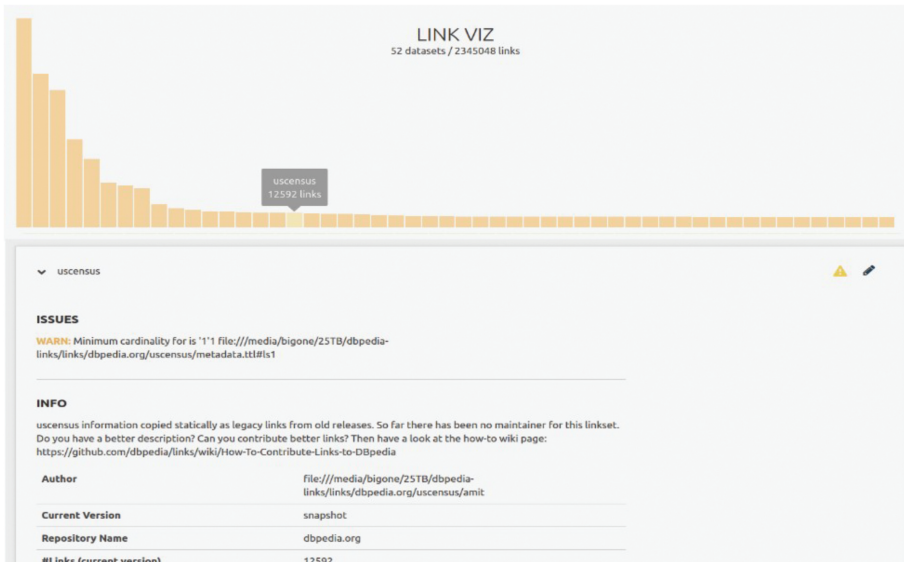 LINK VIZ
52 datasets / 2345048 links
uscensus
12592 links
uscensus
ISSUES
WARN: Minimum cardinality for is '1'1 file:///media/bigone/25TB/dbpedia-
links/links/dbpedia.org/uscensus/metadata.ttl#ls1
INFO
uscensus information copied statically as legacy links from old releases. So far there has been no maintainer for this linkset.
Do you have a better description? Can you contribute better links? Then have a look at the how-to wiki page:
https://github.com/dbpedia/links/wiki/How-To-Contribute-Links-to-DBpedia
Author file:///media/bigone/25TB/dbpedia-
links/links/dbpedia.org/uscensus/amit
Current Version snapshot
Repository Name dbpedia.org
#Links (current version) 12592